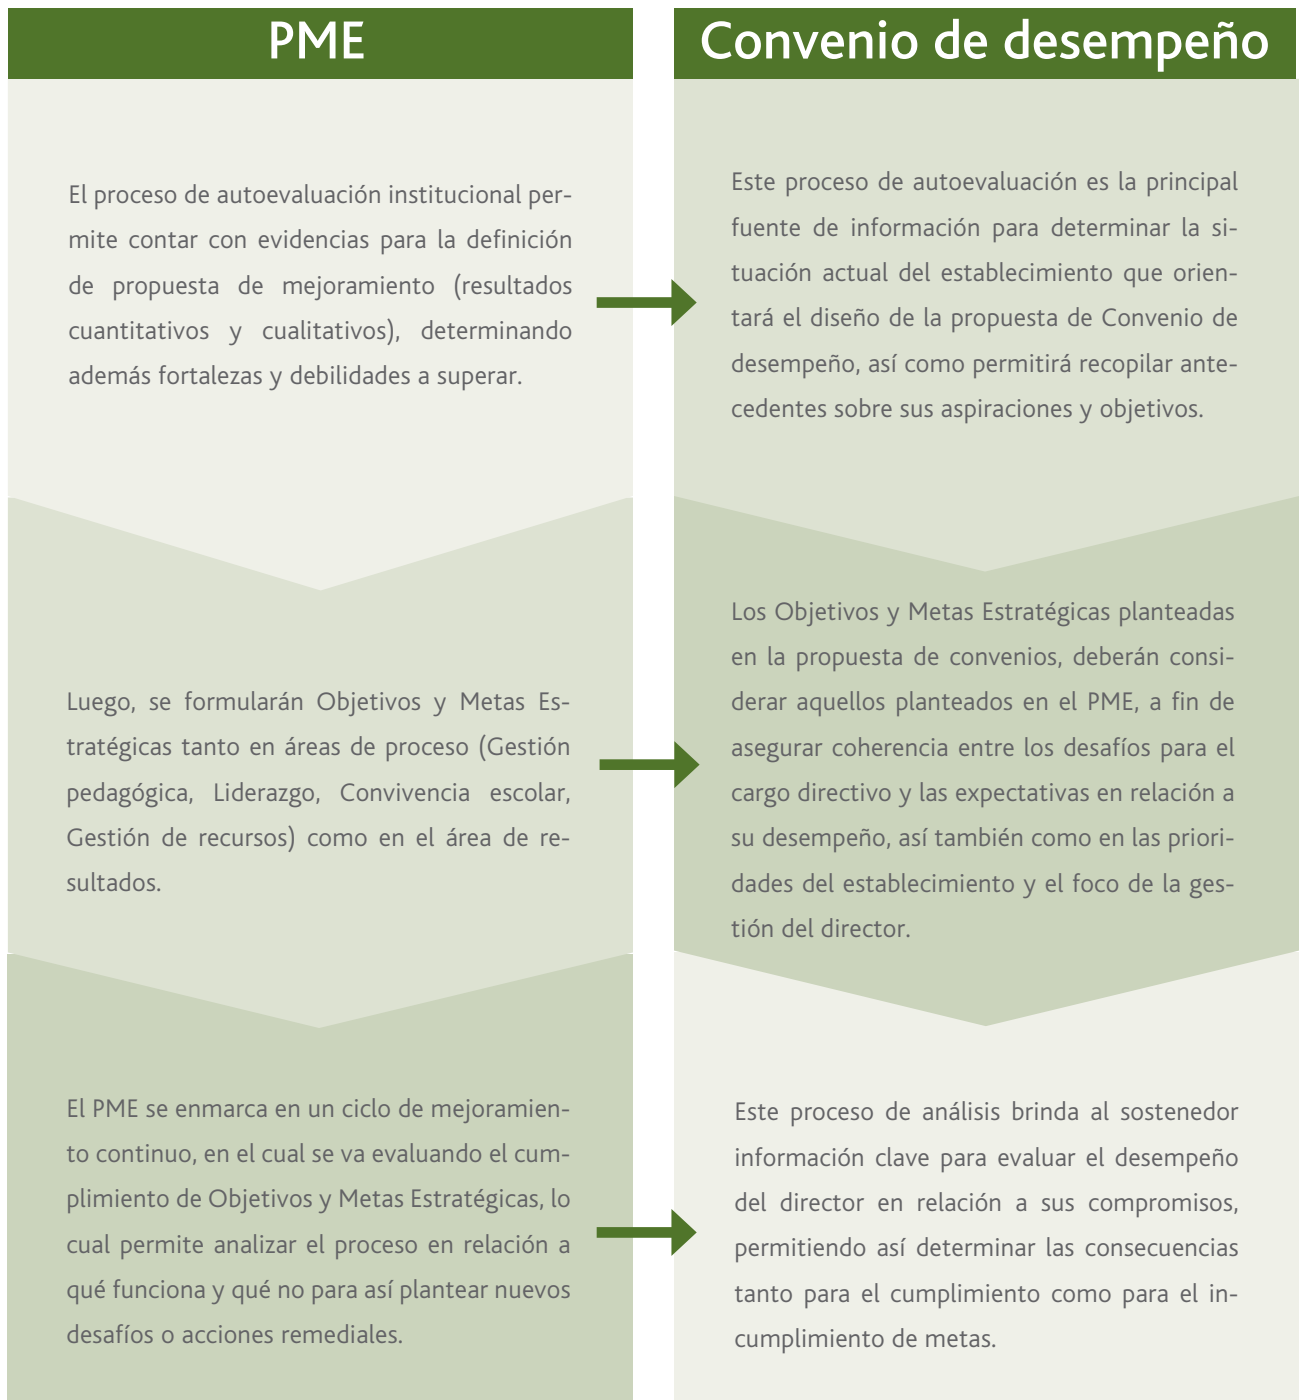 PME
El proceso de autoevaluación institucional per-
mite contar con evidencias para la definición
de propuesta de mejoramiento (resultados
cuantitativos y cualitativos), determinando
además fortalezas y debilidades a superar.
Luego, se formularán Objetivos y Metas Es-
tratégicas tanto en áreas de proceso (Gestión
pedagógica, Liderazgo, Convivencia escolar,
Gestión de recursos) como en el área de re-
sultados.
El PME se enmarca en un ciclo de mejoramien-
to continuo, en el cual se va evaluando el cum-
plimiento de Objetivos y Metas Estratégicas, lo
cual permite analizar el proceso en relación a
qué funciona y qué no para así plantear nuevos
desafíos o acciones remediales.
Convenio de desempeño
Este proceso de autoevaluación es la principal
fuente de información para determinar la si-
tuación actual del establecimiento que orien-
tará el diseño de la propuesta de Convenio de
desempeño, así como permitirá recopilar ante-
cedentes sobre sus aspiraciones y objetivos.
Los Objetivos y Metas Estratégicas planteadas
en la propuesta de convenios, deberán consi-
derar aquellos planteados en el PME, a fin de
asegurar coherencia entre los desafíos para el
cargo directivo y las expectativas en relación a
su desempeño, así también como en las priori-
dades del establecimiento y el foco de la ges-
tión del director.
Este proceso de análisis brinda al sostenedor
información clave para evaluar el desempeño
del director en relación a sus compromisos,
permitiendo así determinar las consecuencias
tanto para el cumplimiento como para el in-
cumplimiento de metas.